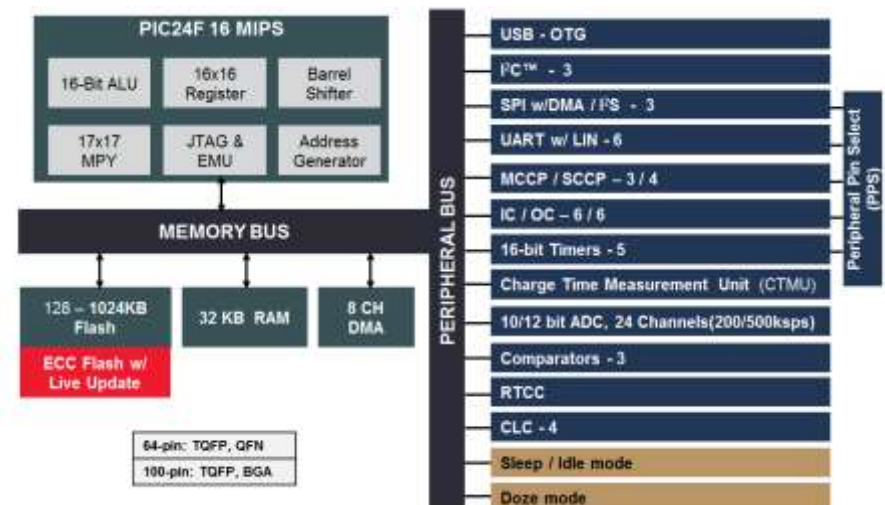 PIC24F 16 MIPS
16-Bit ALU
16x16
Register
Barrel
Shifter
17x17
MPY
JTAG &
EMU
Address
Generator
MEMORY BUS
128 – 1024KB
Flash
ECC Flash w/
Live Update
32 KB RAM
8 CH
DMA
64-pin: TQFP, QFN
100-pin: TQFP, BGA
PERIPHERAL BUS
USB - OTG
I²C™ - 3
SPI w/DMA / I²S - 3
UART w/ LIN - 6
MCCP / SCCP – 3 / 4
IC / OC – 6 / 6
16-bit Timers - 5
Charge Time Measurement Unit (CTMU)
10/12 bit ADC, 24 Channels(200/500ksps)
Comparators - 3
RTCC
CLC - 4
Sleep / Idle mode
Doze mode
Peripheral Pin Select
(PPS)